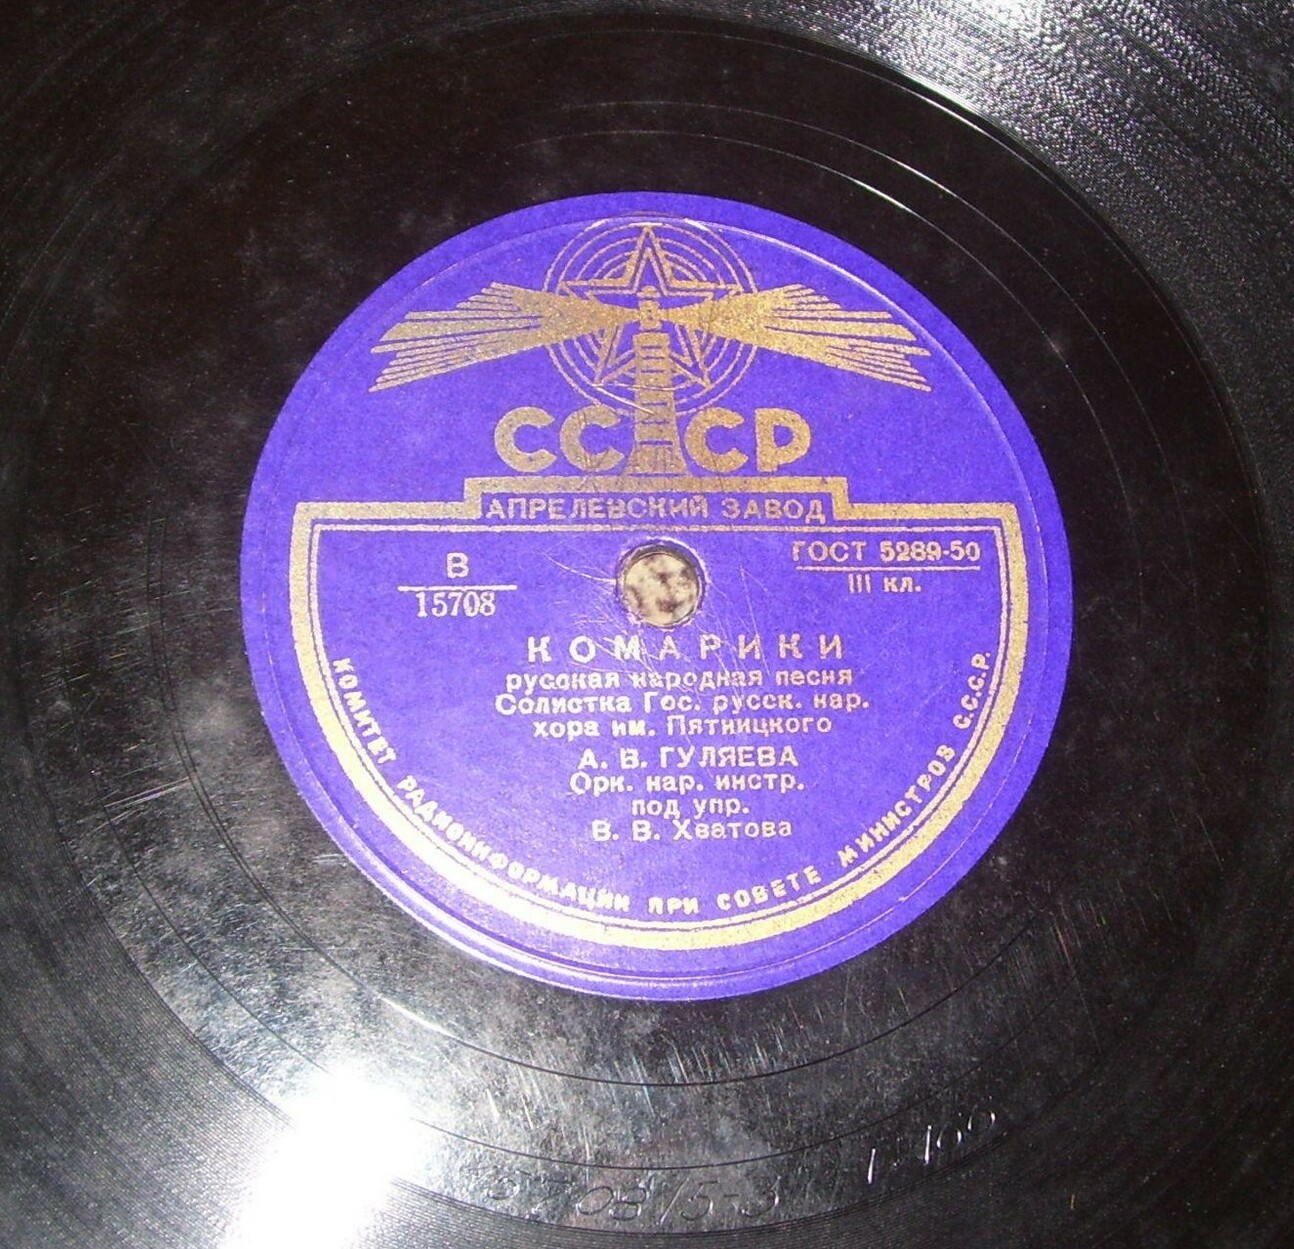 СССР
АПРЕЛЕВСКИЙ ЗАВОД
В
15708
ГОСТ 5289-50
III кл.
КОМАРИКИ
русская народная песня
Солистка Гос. русск. нар.
хора им. Пятницкого
А. В. ГУЛЯЕВА
Орк. нар. инстр.
под упр.
В. В. Хватова
КОМИТЕТ РАДИОИНФОРМАЦИИ ПРИ СОВЕТЕ МИНИСТРОВ С.С.С.Р.